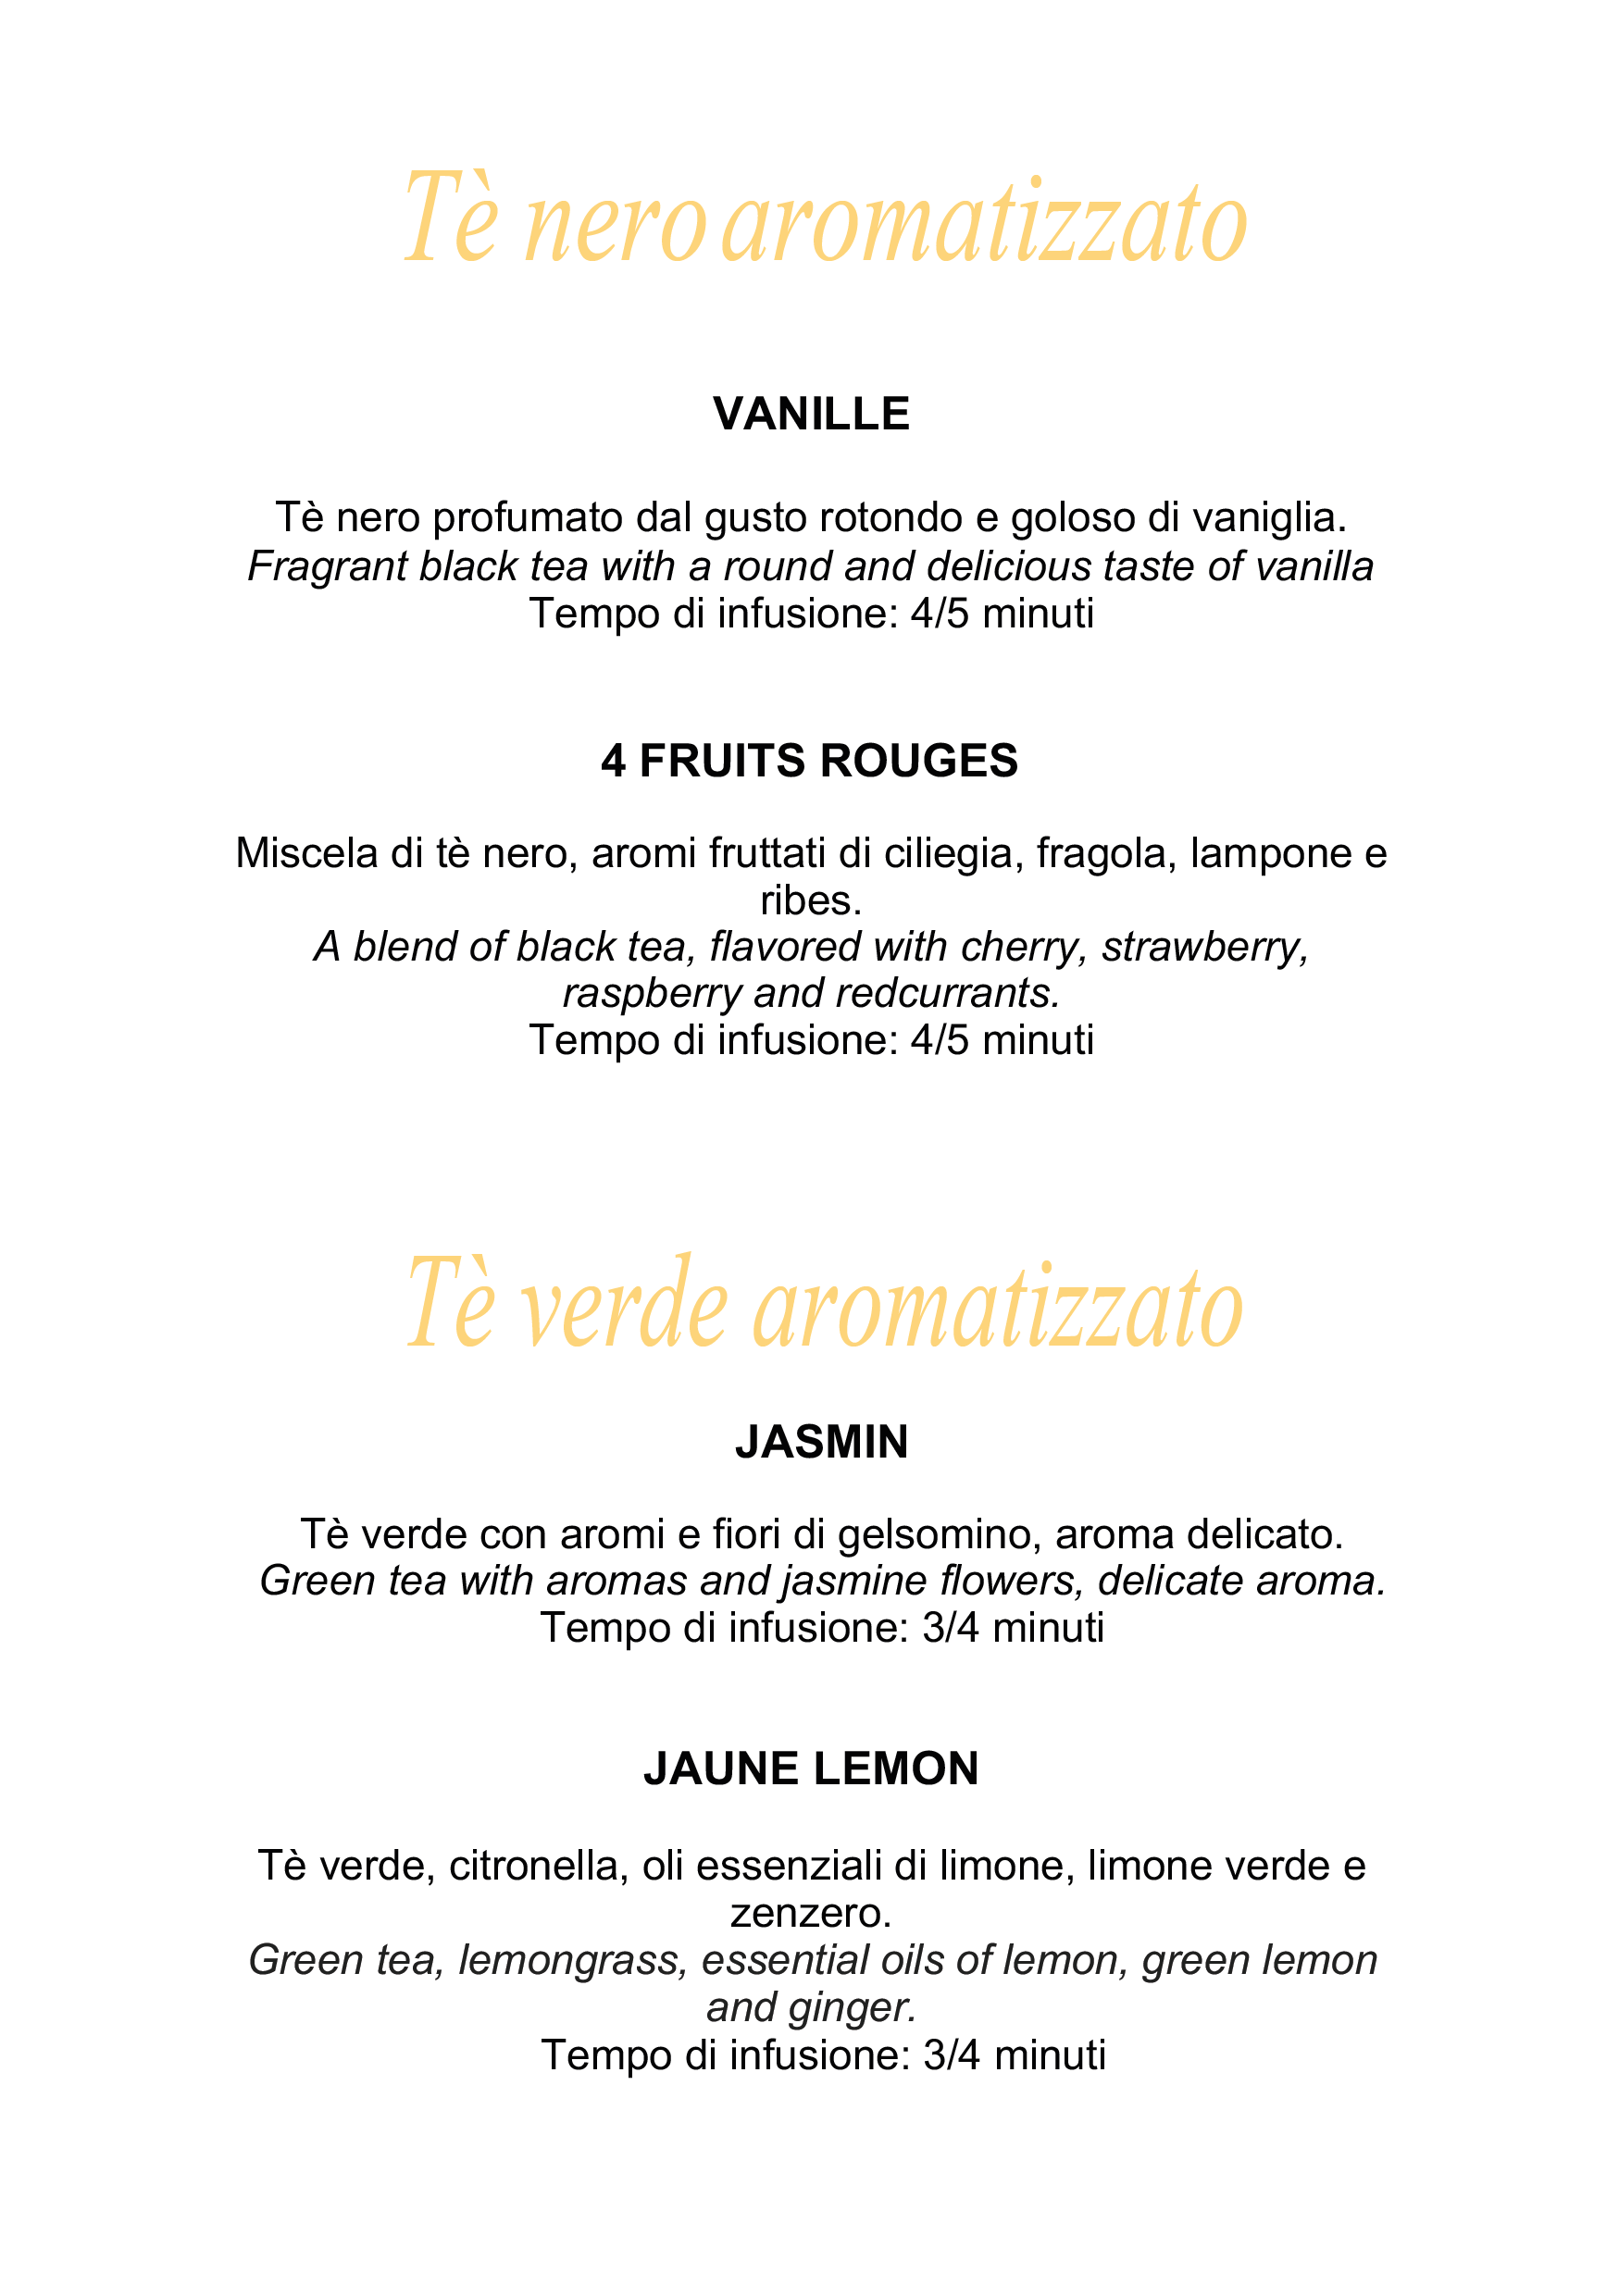 Tè nero aromatizzato
VANILLE
Tè nero profumato dal gusto rotondo e goloso di vaniglia.
Fragrant black tea with a round and delicious taste of vanilla
Tempo di infusione: 4/5 minuti
4 FRUITS ROUGES
Miscela di tè nero, aromi fruttati di ciliegia, fragola, lampone e
ribes.
A blend of black tea, flavored with cherry, strawberry,
raspberry and redcurrants.
Tempo di infusione: 4/5 minuti
Tè verde aromatizzato
JASMIN
Tè verde con aromi e fiori di gelsomino, aroma delicato.
Green tea with aromas and jasmine flowers, delicate aroma.
Tempo di infusione: 3/4 minuti
JAUNE LEMON
Tè verde, citronella, oli essenziali di limone, limone verde e
zenzero.
Green tea, lemongrass, essential oils of lemon, green lemon
and ginger.
Tempo di infusione: 3/4 minuti